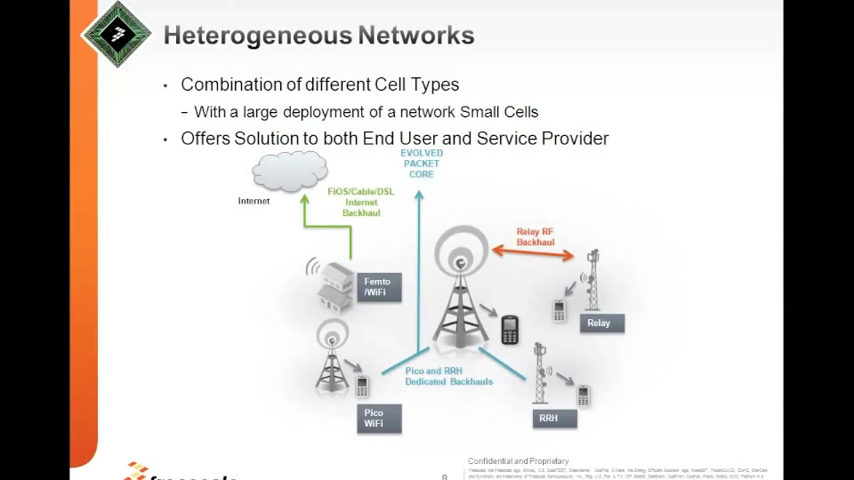 Heterogeneous Networks
• Combination of different Cell Types
– With a large deployment of a network Small Cells
• Offers Solution to both End User and Service Provider
EVOLVED
PACKET
CORE
Internet
FiOS/Cable/DSL
Internet
Backhaul
Relay RF
Backhaul
Femto
/WiFi
Relay
Pico and RRH
Dedicated Backhauls
Pico
WiFi
RRH
Confidential and Proprietary
8